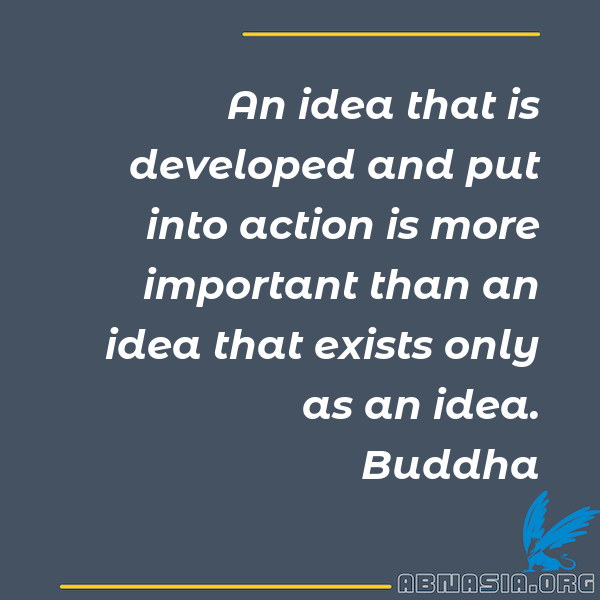 An idea that is
developed and put
into action is more
important than an
idea that exists only
as an idea.
Buddha
ABNASIA.ORG